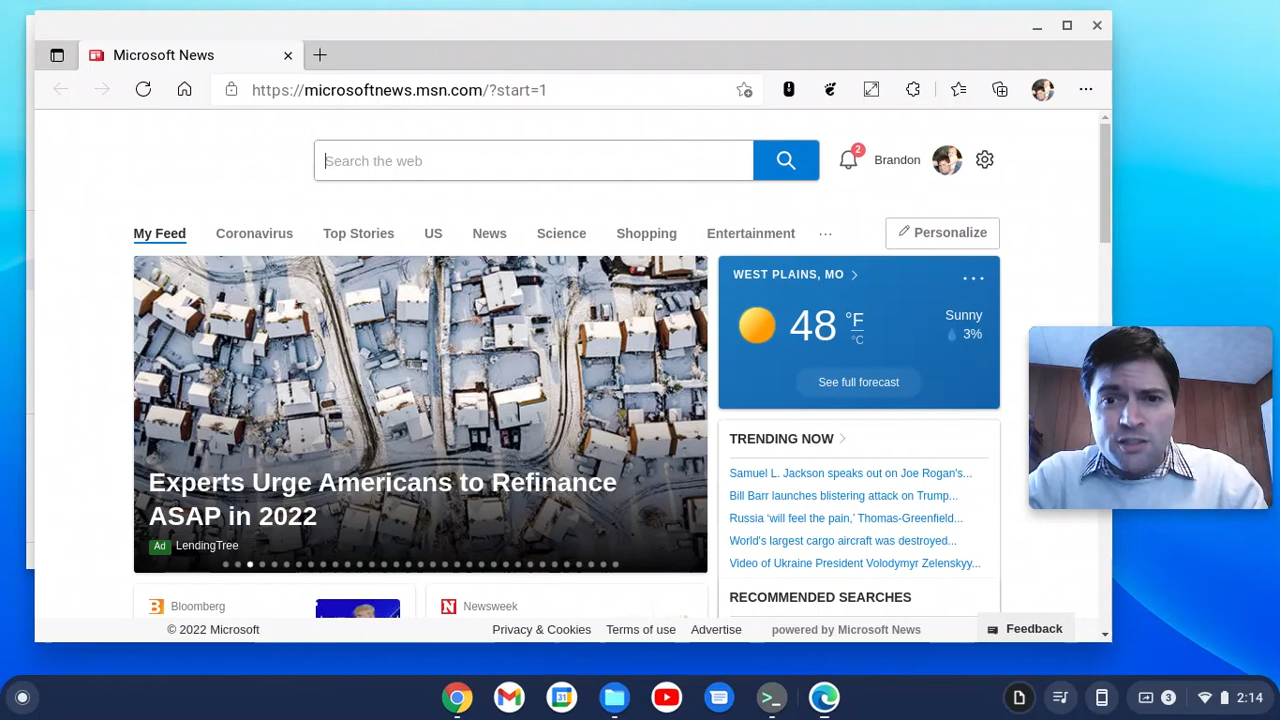 Microsoft News
https://microsoftnews.msn.com/?start=1
Search the web
2
Brandon
My Feed
Coronavirus
Top Stories
US
News
Science
Shopping
Entertainment
...
Personalize
WEST PLAINS, MO
48 °F
°C
Sunny
3%
See full forecast
Experts Urge Americans to Refinance
ASAP in 2022
Ad LendingTree
TRENDING NOW
Samuel L. Jackson speaks out on Joe Rogan's...
Bill Barr launches blistering attack on Trump...
Russia ‘will feel the pain,’ Thomas-Greenfield...
World's largest cargo aircraft was destroyed...
Video of Ukraine President Volodymyr Zelenskyy...
RECOMMENDED SEARCHES
B Bloomberg
N Newsweek
© 2022 Microsoft
Privacy & Cookies
Terms of use
Advertise
powered by Microsoft News
Feedback
31
3
2:14